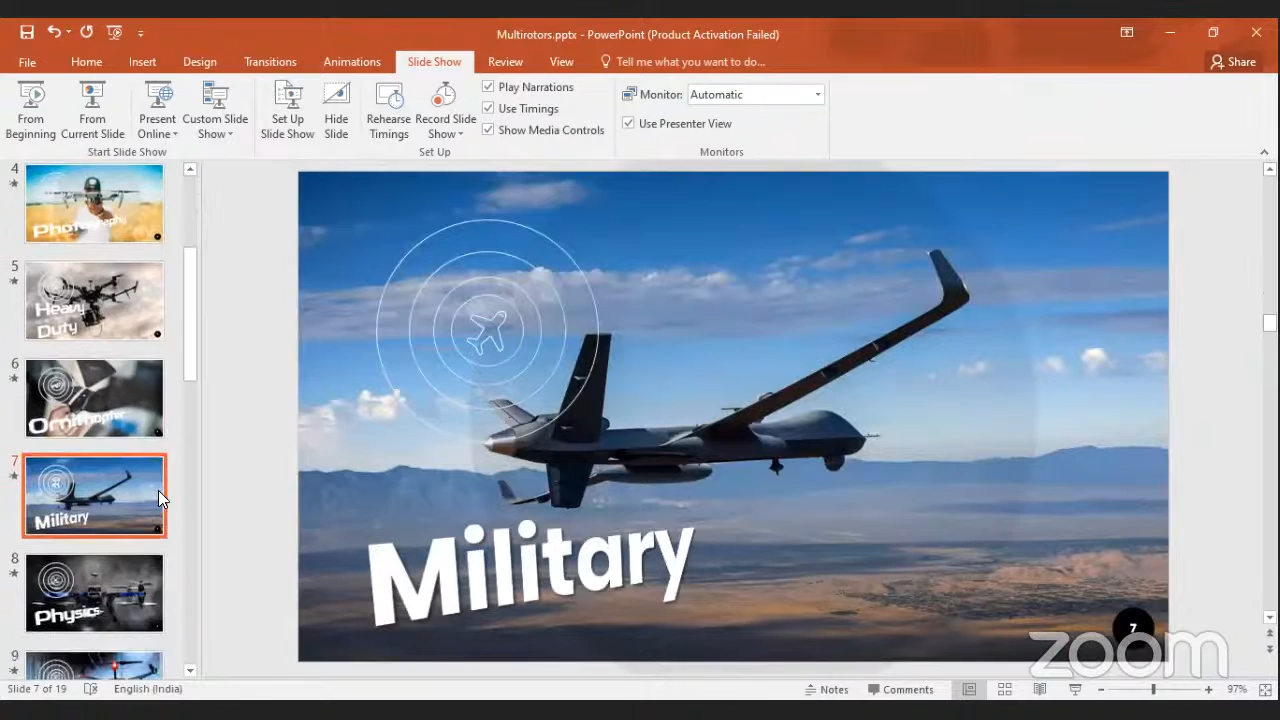 Multirotors.pptx - PowerPoint (Product Activation Failed)
File Home Insert Design Transitions Animations Slide Show Review View Tell me what you want to do... Share
From Beginning
From Current Slide
Present Online
Custom Slide Show
Start Slide Show
Set Up Slide Show
Hide Slide
Rehearse Timings
Record Slide Show
Play Narrations
Use Timings
Show Media Controls
Set Up
Monitor: Automatic
Use Presenter View
Monitors
4
Photography
5
Heavy
Duty
6
Ornithopter
7
Military
8
Physics
9
Military
7
zoom
Slide 7 of 19 English (India) Notes Comments 97%